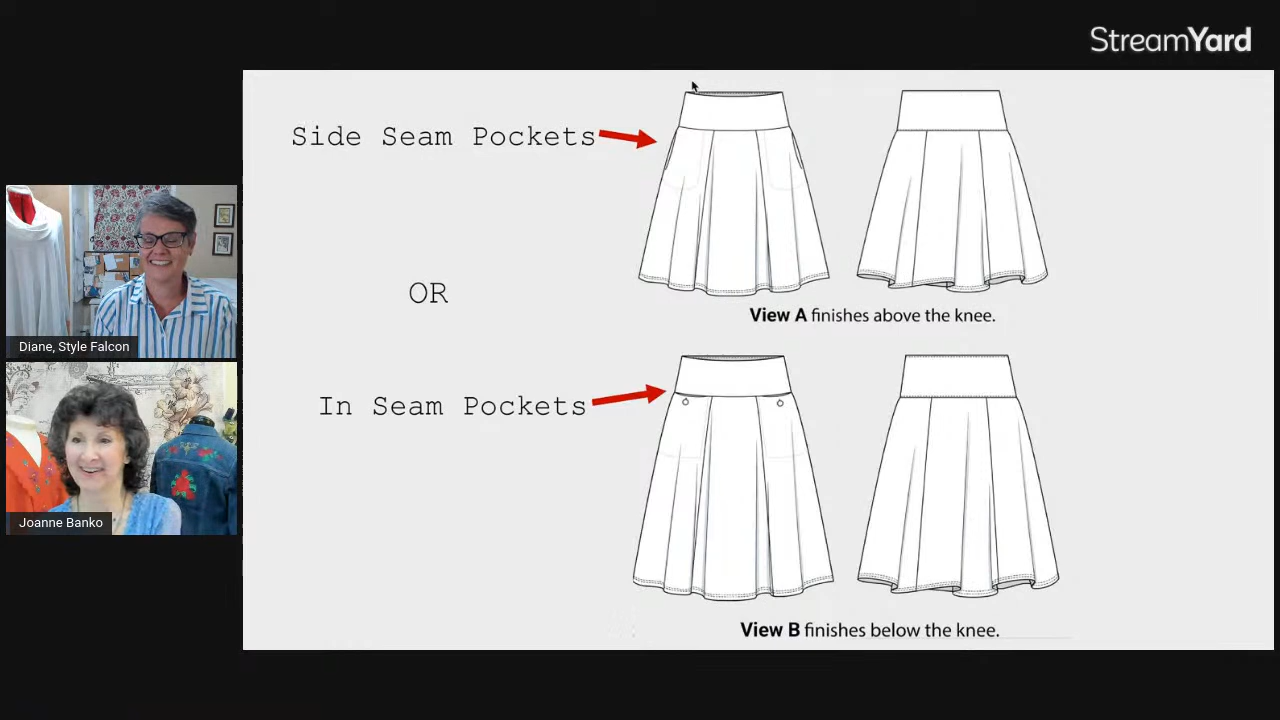 StreamYard
Side Seam Pockets
OR
View A finishes above the knee.
Diane, Style Falcon
In Seam Pockets
Joanne Banko
View B finishes below the knee.